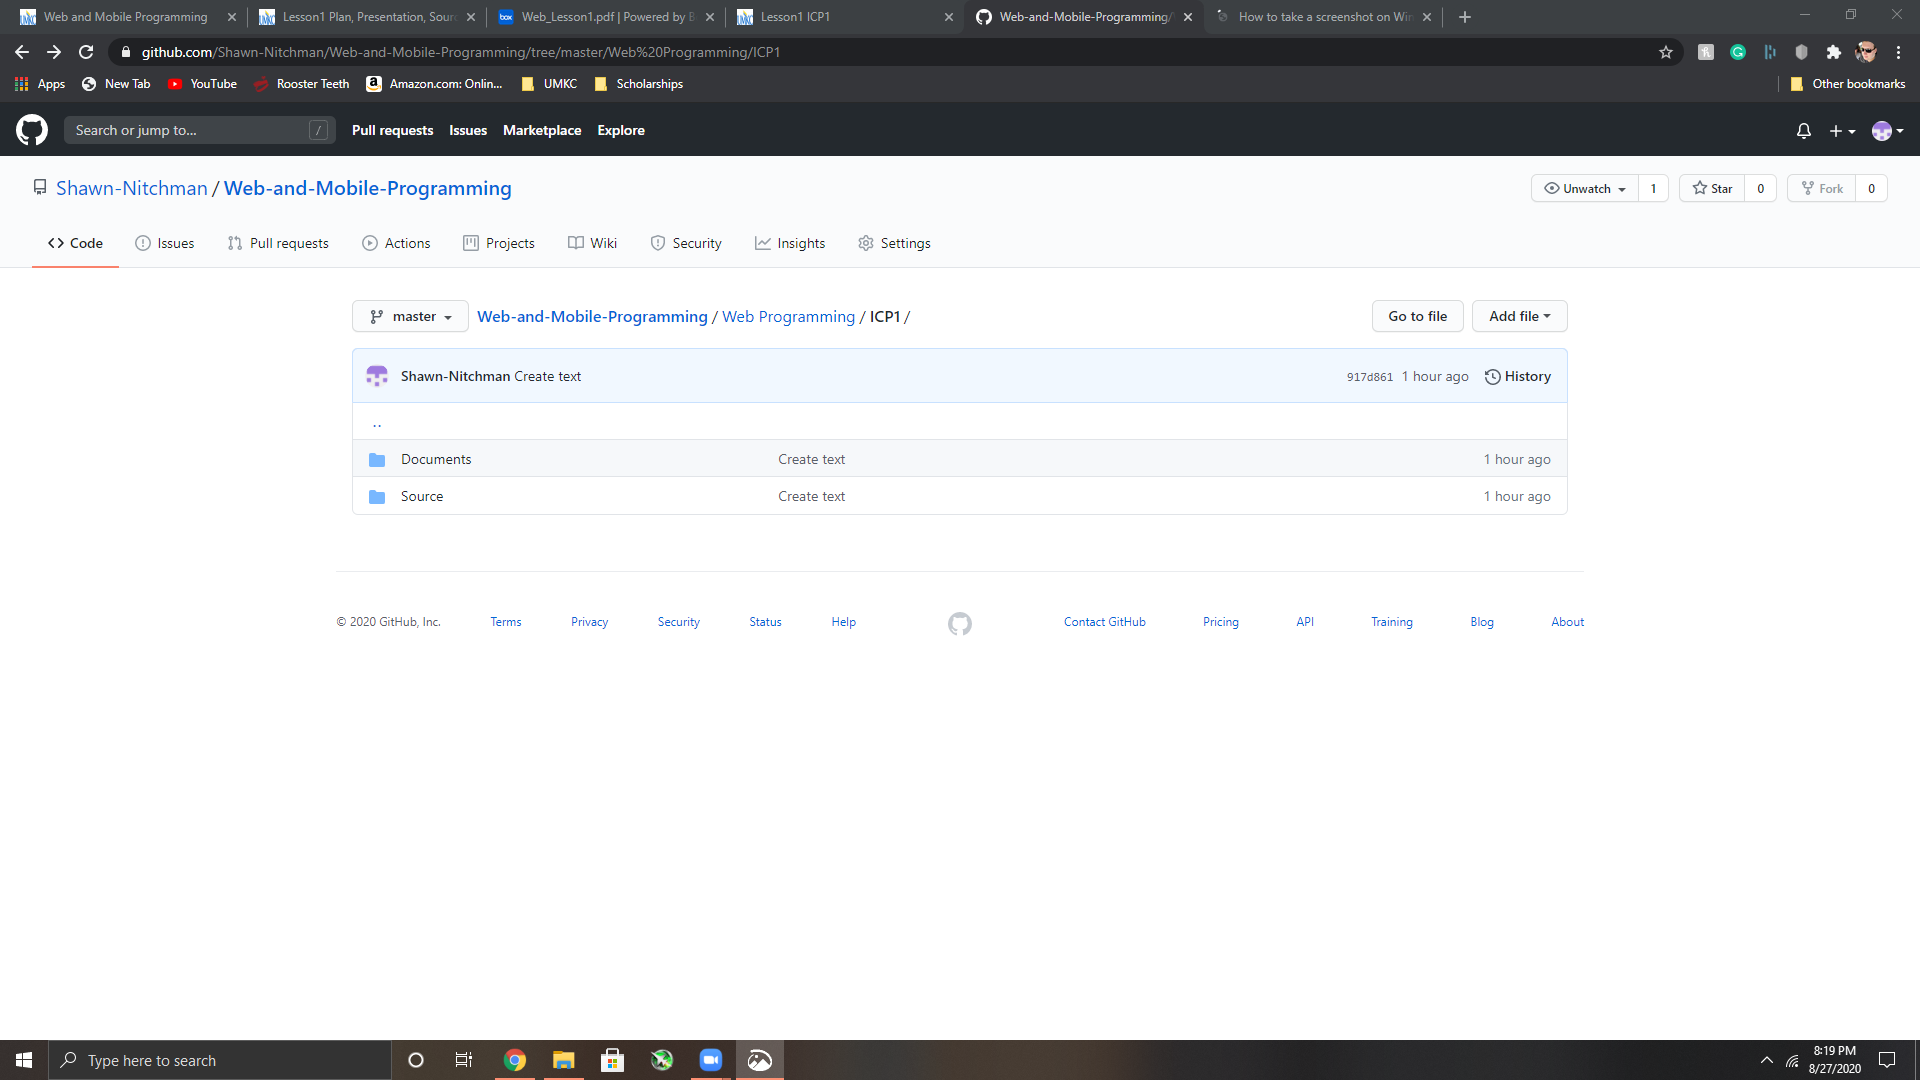 Web and Mobile Programming
Lesson1 Plan, Presentation, Sour
Web_Lesson1.pdf | Powered by B
Lesson1 ICP1
Web-and-Mobile-Programming/
How to take a screenshot on Win
github.com/Shawn-Nitchman/Web-and-Mobile-Programming/tree/master/Web%20Programming/ICP1
Apps New Tab YouTube Rooster Teeth Amazon.com: Onlin... UMKC Scholarships Other bookmarks
Search or jump to... / Pull requests Issues Marketplace Explore
Shawn-Nitchman / Web-and-Mobile-Programming Unwatch 1 Star 0 Fork 0
Code Issues Pull requests Actions Projects Wiki Security Insights Settings
master Web-and-Mobile-Programming / Web Programming / ICP1 / Go to file Add file
Shawn-Nitchman Create text 917d861 1 hour ago History
..
Documents Create text 1 hour ago
Source Create text 1 hour ago
© 2020 GitHub, Inc. Terms Privacy Security Status Help Contact GitHub Pricing API Training Blog About
Type here to search
8:19 PM
8/27/2020